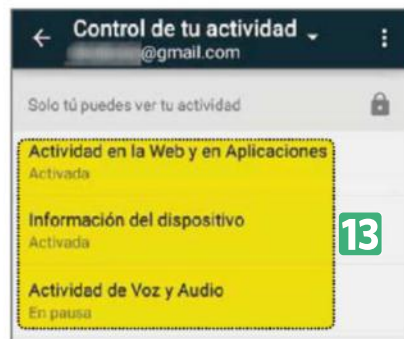 Control de tu actividad
@gmail.com
Solo tú puedes ver tu actividad
Actividad en la Web y en Aplicaciones
Activada
Información del dispositivo
Activada
13
Actividad de Voz y Audio
En pausa